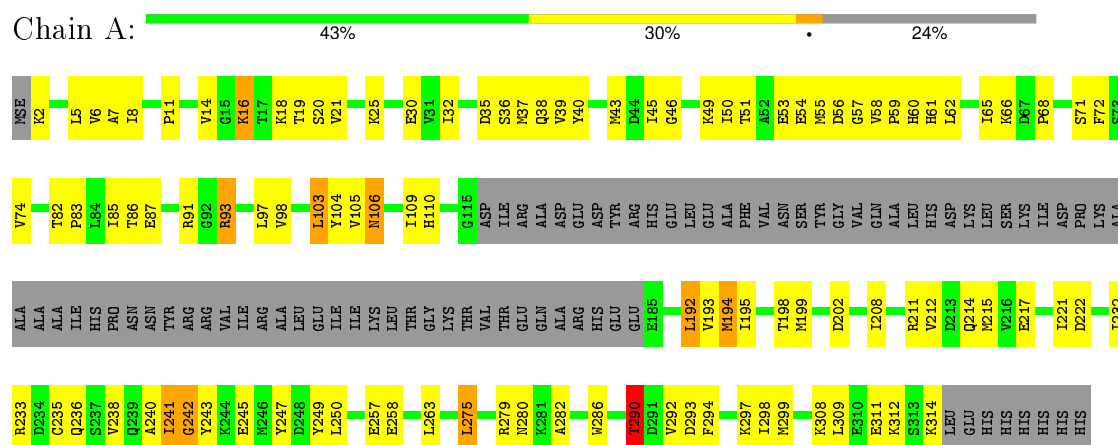 Chain A:
43% 30% • 24%
MSE K2 L5 V6 A7 I8 P11 V14 G15 K16 T17 K18 T19 S20 V21 K25 E30 V31 I32 D35 S36 M37 Q38 V39 Y40 M43 D44 I45 G46 K49 I50 T51 A52 E53 E54 M55 D56 G57 V58 P59 H60 H61 L62 I65 K66 D67 P68 S71 F72 S73
V74 T82 P83 L84 I85 T86 E87 R91 G92 R93 L97 V98 L103 Y104 V105 N106 I109 H110 G115 ASP ILE ARG ALA ASP GLU ASP TYR ARG HIS GLU LEU GLU ALA PHE VAL ASN SER TYR GLY VAL GLN ALA LEU HIS ASP LYS LEU SER LYS ILE ASP PRO LYS ALA
ALA ALA ALA ILE HIS PRO ASN ASN TYR ARG ARG VAL ILE ARG ALA LEU GLU ILE ILE LYS LEU THR GLY LYS THR VAL THR GLU GLN ALA ARG HIS GLU GLU E185 L192 V193 M194 I195 T198 M199 D202 I208 R211 V212 D213 Q214 M215 V216 E217 I221 D222 I232
R233 D234 C235 Q236 S237 V238 Q239 A240 I241 G242 Y243 K244 E245 M246 Y247 D248 Y249 L250 E257 E258 L263 L275 R279 N280 K281 A282 W286 T290 D291 V292 D293 F294 K297 I298 M299 K308 L309 E310 E311 K312 S313 K314 LEU GLU HIS HIS HIS HIS HIS HIS